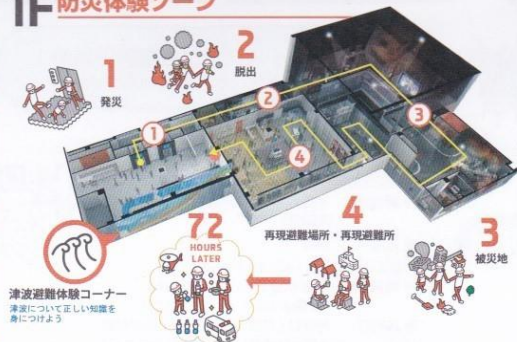 1F 防災体験ゾーン
1
発災
2
脱出
①
②
③
④
72
HOURS
LATER
4
再現避難場所・再現避難所
3
被災地
津波避難体験コーナー
津波について正しい知識を
身につけよう